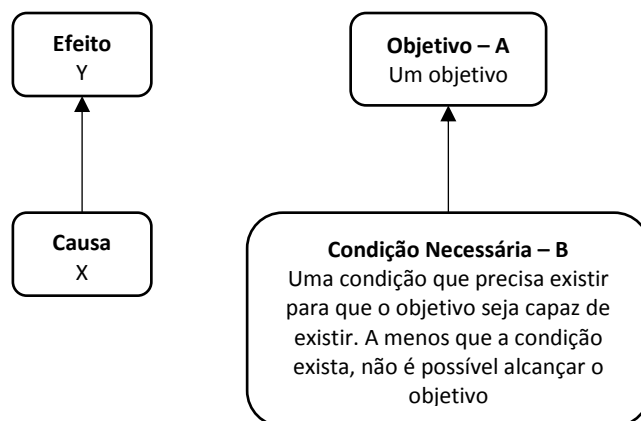 Efeito
Y
Causa
X
Objetivo – A
Um objetivo
Condição Necessária – B
Uma condição que precisa existir
para que o objetivo seja capaz de
existir. A menos que a condição
exista, não é possível alcançar o
objetivo